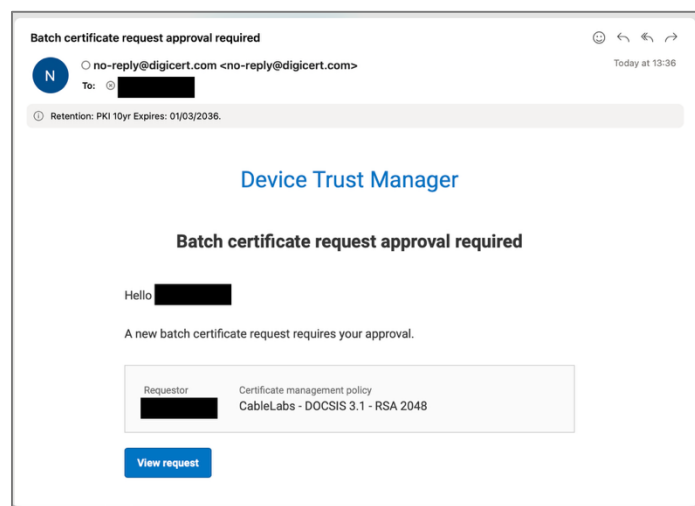 Batch certificate request approval required
N
no-reply@digicert.com <no-reply@digicert.com>
Today at 13:36
To:
Retention: PKI 10yr Expires: 01/03/2036.
Device Trust Manager
Batch certificate request approval required
Hello
A new batch certificate request requires your approval.
Requestor Certificate management policy
CableLabs - DOCSIS 3.1 - RSA 2048
View request